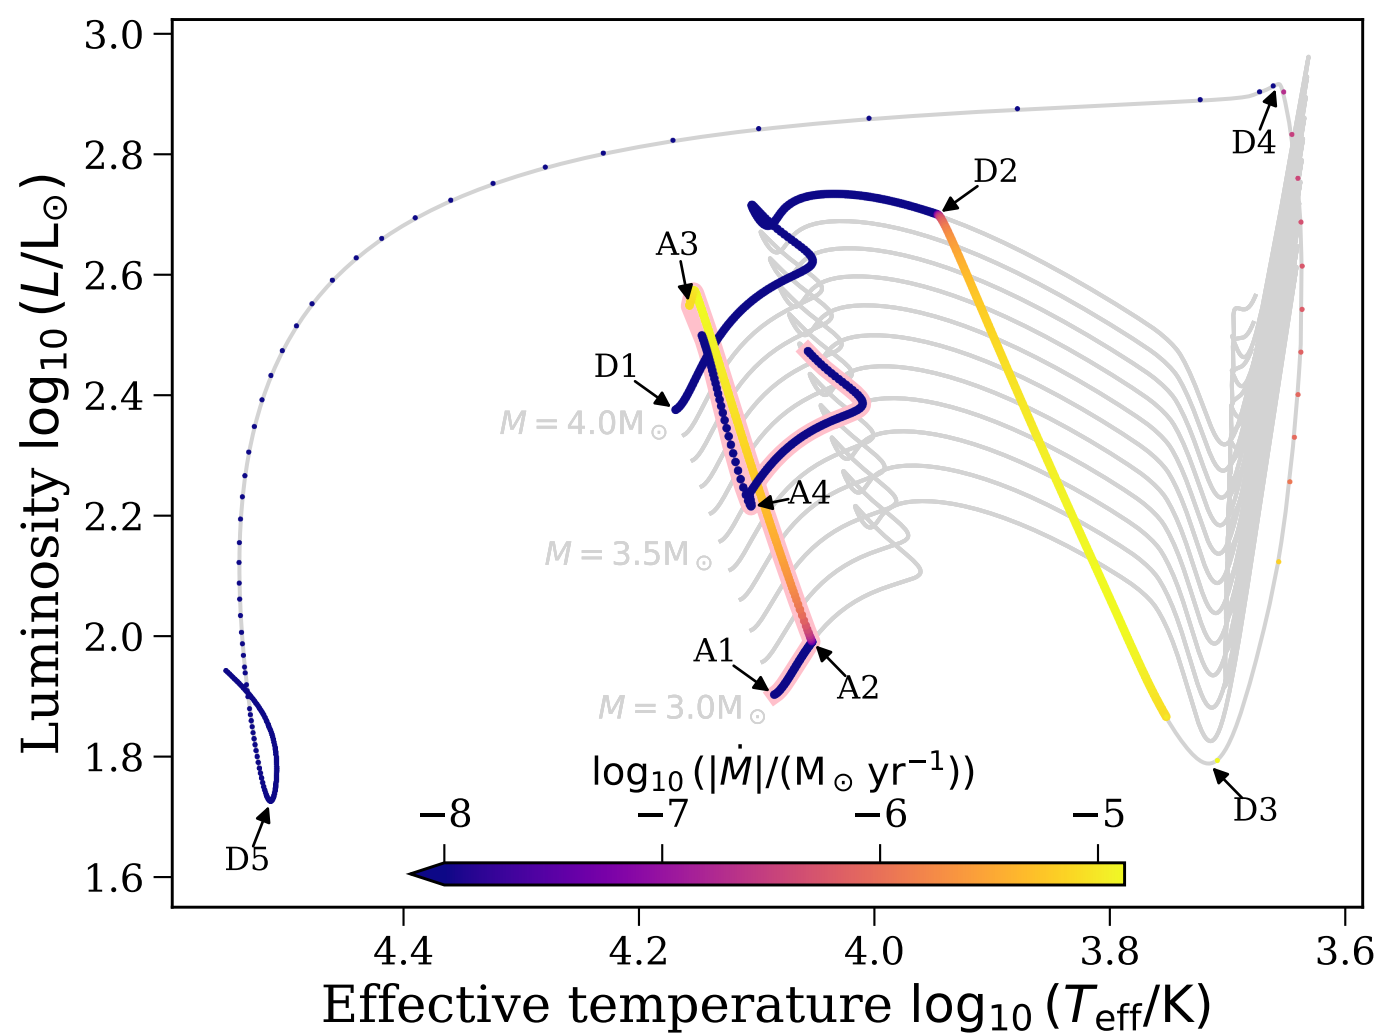 3.0
2.8
2.6
2.4
2.2
2.0
1.8
1.6
Luminosity log₁₀ (L/L⊙)
D4
D2
A3
D1
M = 4.0M⊙
A4
M = 3.5M⊙
A1
A2
M = 3.0M⊙
D3
D5
log₁₀ (|Ṁ|/(M⊙ yr⁻¹))
−8 −7 −6 −5
4.4 4.2 4.0 3.8 3.6
Effective temperature log₁₀ (T_eff/K)